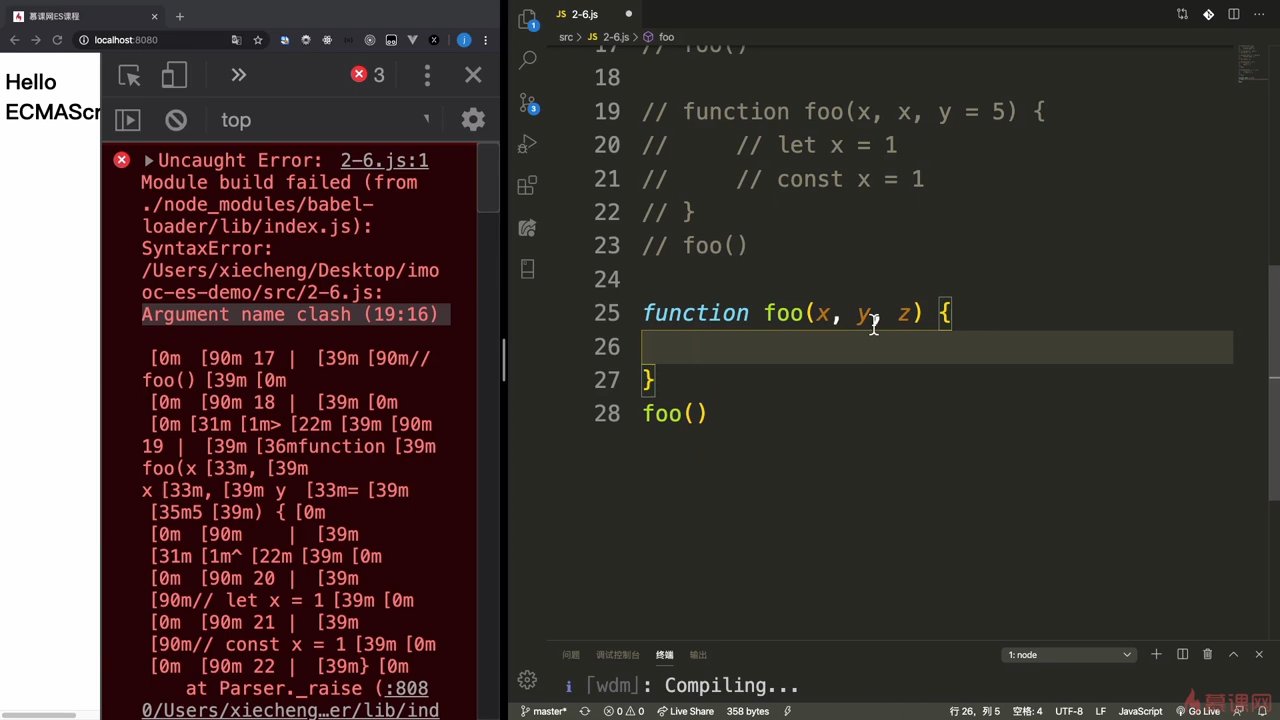 慕课网ES课程
localhost:8080
Hello
ECMAScr
3
top
Uncaught Error: 2-6.js:1
Module build failed (from
./node_modules/babel-
loader/lib/index.js):
SyntaxError:
/Users/xiecheng/Desktop/imo
oc-es-demo/src/2-6.js:
Argument name clash (19:16)
[0m [90m 17 | [39m [90m//
foo() [39m [0m
[0m [90m 18 | [39m [0m
[0m [31m [1m> [22m [39m [90m
19 | [39m [36mfunction [39m
foo(x [33m, [39m
x [33m, [39m y [33m= [39m
[35m5 [39m) { [0m
[0m [90m | [39m
[31m [1m^ [22m [39m [0m
[0m [90m 20 | [39m
[90m// let x = 1 [39m [0m
[0m [90m 21 | [39m
[90m// const x = 1 [39m [0m
[0m [90m 22 | [39m} [0m
at Parser._raise (:808
0/Users/xiecheng/…er/lib/ind
2-6.js
src > 2-6.js > foo
17 // foo()
18
19 // function foo(x, x, y = 5) {
20 // // let x = 1
21 // // const x = 1
22 // }
23 // foo()
24
25 function foo(x, y, z) {
26
27 }
28 foo()
问题 调试控制台 终端 输出 1: node
i ｢wdm｣: Compiling...
master* 0 0 Live Share 358 bytes 行 26, 列 5 空格: 4 UTF-8 LF JavaScript Go Live
慕课网